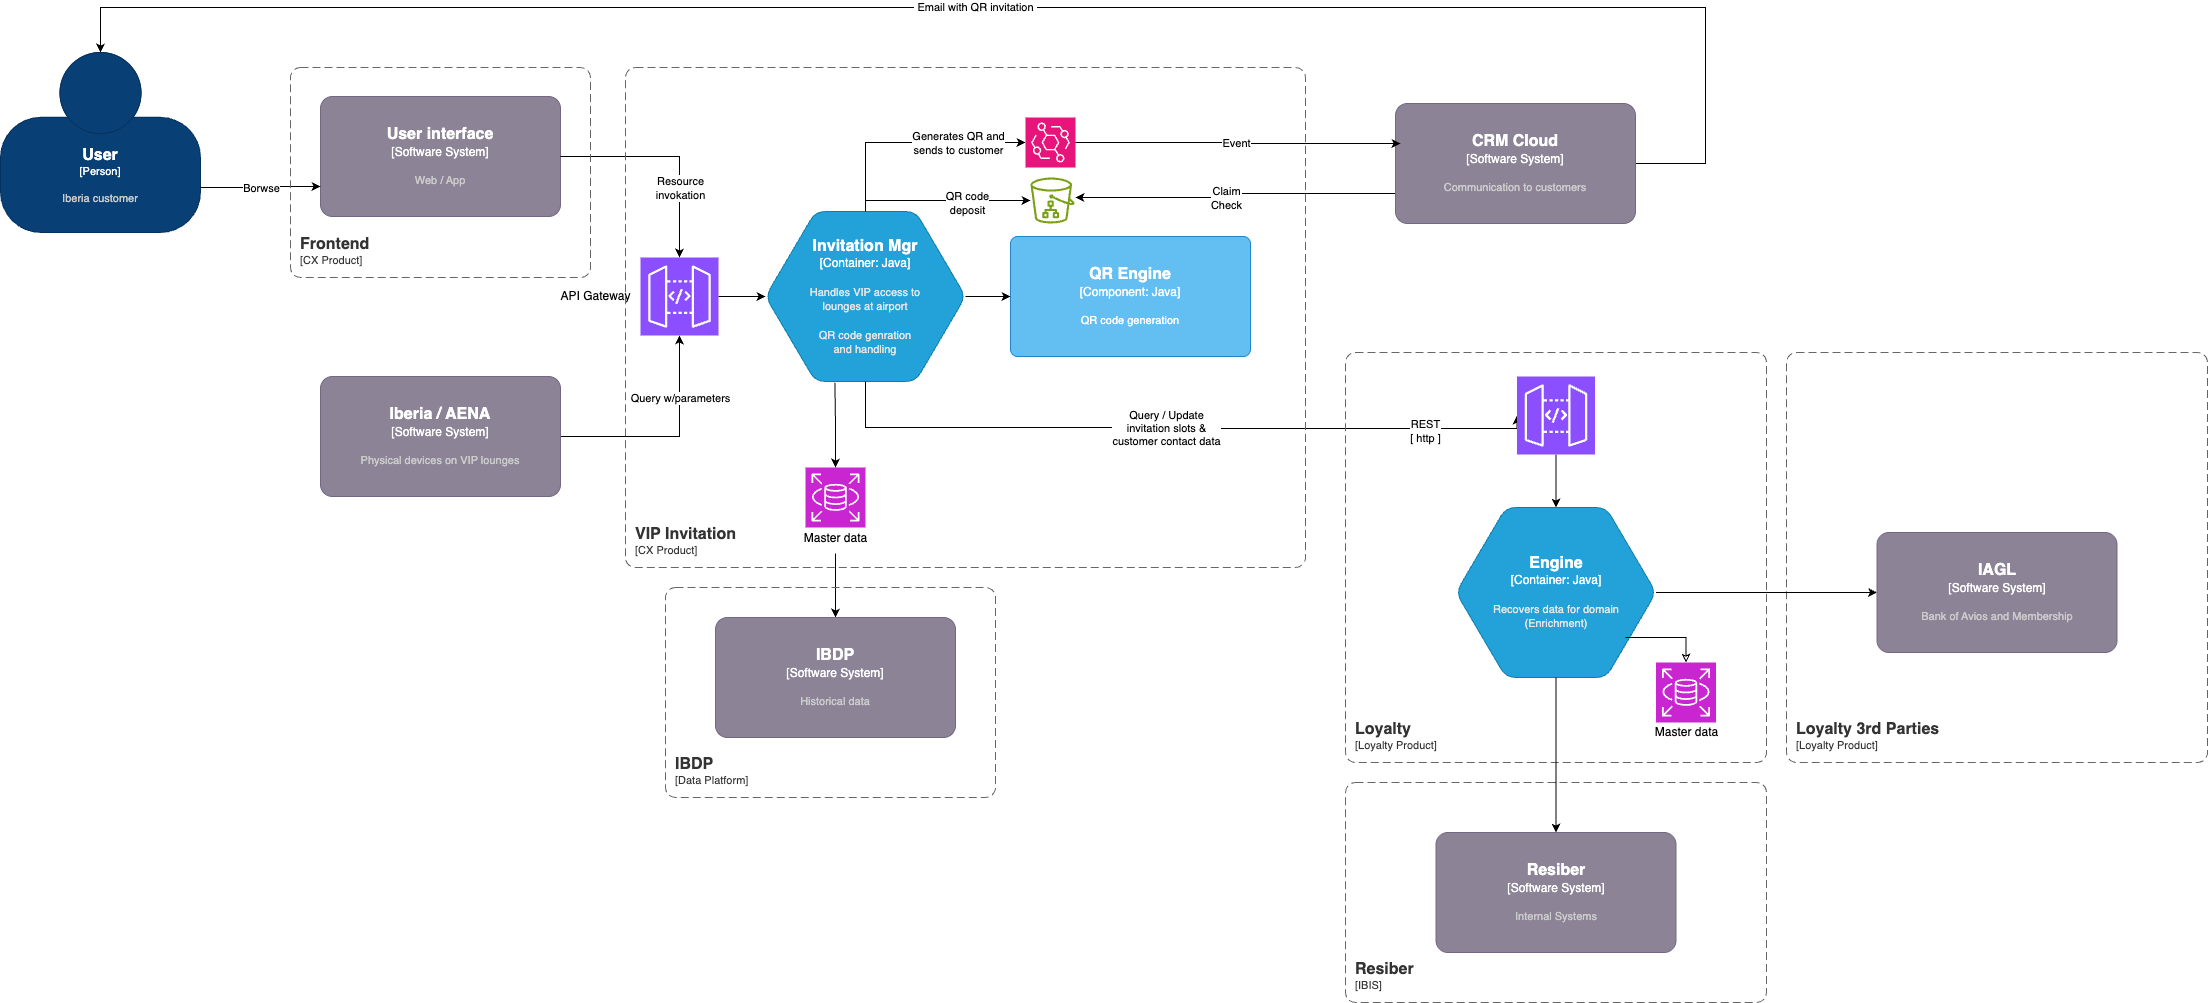 Email with QR invitation
User
[Person]
Iberia customer
Borwse
User interface
[Software System]
Web / App
Frontend
[CX Product]
Resource
invokation
API Gateway
Query w/parameters
Iberia / AENA
[Software System]
Physical devices on VIP lounges
Invitation Mgr
[Container: Java]
Handles VIP access to
lounges at airport
QR code genration
and handling
Generates QR and
sends to customer
QR code
deposit
Event
Claim
Check
CRM Cloud
[Software System]
Communication to customers
QR Engine
[Component: Java]
QR code generation
Query / Update
invitation slots &
customer contact data
REST
[ http ]
Master data
VIP Invitation
[CX Product]
IBDP
[Software System]
Historical data
IBDP
[Data Platform]
Engine
[Container: Java]
Recovers data for domain
(Enrichment)
Master data
Loyalty
[Loyalty Product]
IAGL
[Software System]
Bank of Avios and Membership
Loyalty 3rd Parties
[Loyalty Product]
Resiber
[Software System]
Internal Systems
Resiber
[IBIS]